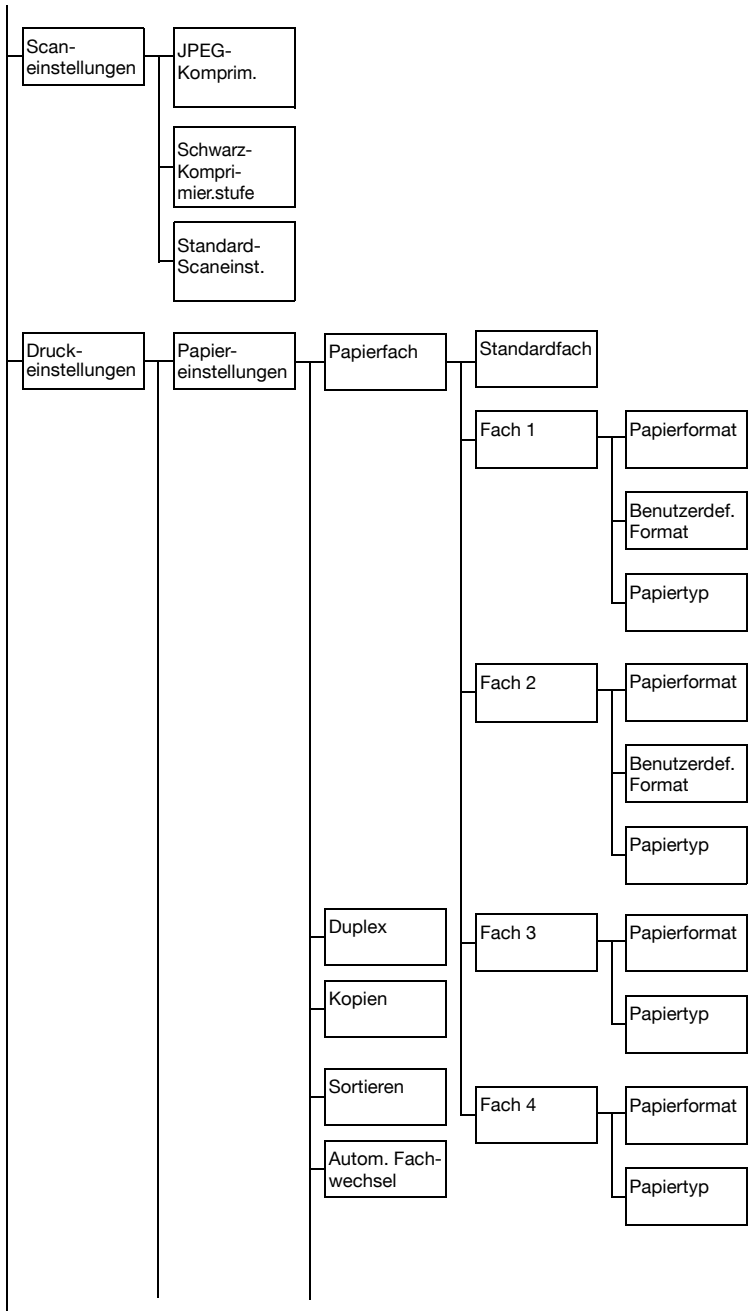 Scan-
einstellungen
JPEG-
Komprim.
Schwarz-
Kompri-
mier.stufe
Standard-
Scaneinst.
Druck-
einstellungen
Papier-
einstellungen
Papierfach
Standardfach
Fach 1
Papierformat
Benutzerdef.
Format
Papiertyp
Fach 2
Papierformat
Benutzerdef.
Format
Papiertyp
Duplex
Fach 3
Papierformat
Kopien
Papiertyp
Sortieren
Fach 4
Papierformat
Autom. Fach-
wechsel
Papiertyp